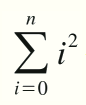 n
∑ i²
i=0